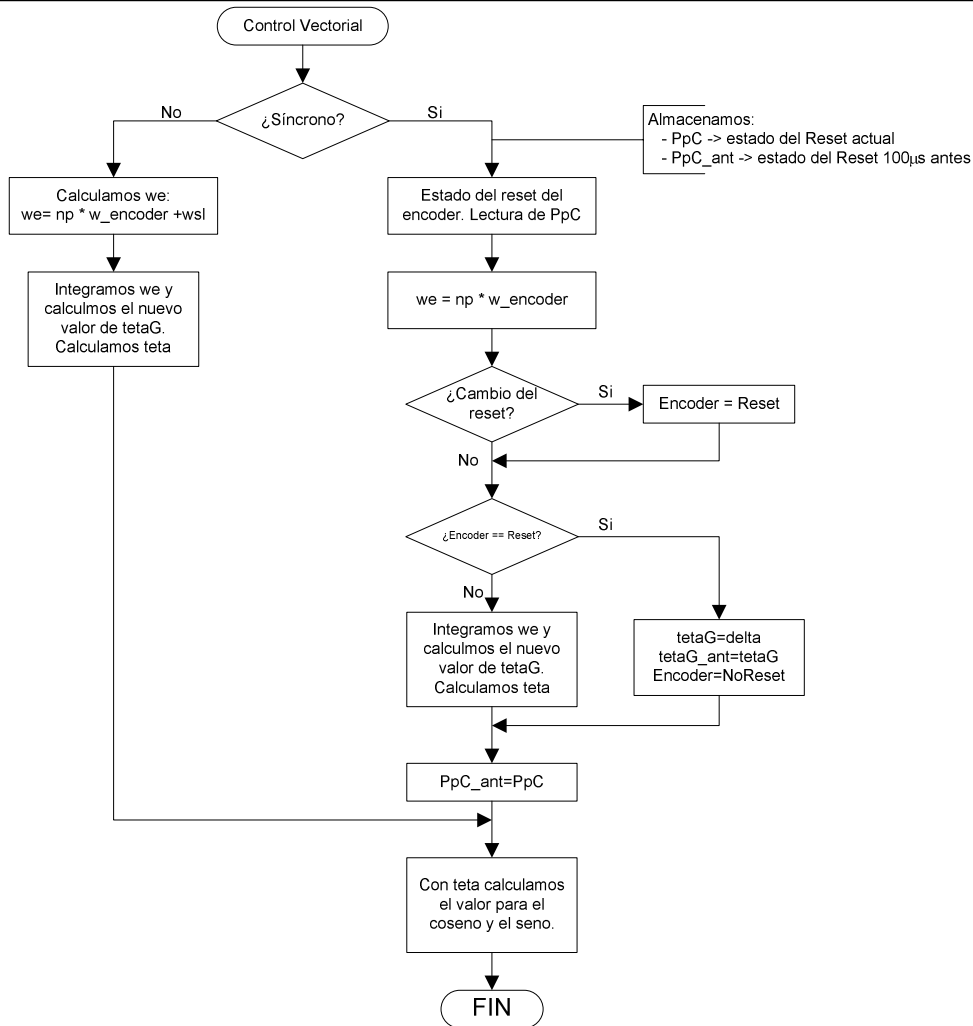 Control Vectorial
¿Síncrono?
No
Si
Almacenamos:
- PpC -> estado del Reset actual
- PpC_ant -> estado del Reset 100μs antes
Calculamos we:
we= np * w_encoder +wsl
Estado del reset del
encoder. Lectura de PpC
Integramos we y
calculmos el nuevo
valor de tetaG.
Calculamos teta
we = np * w_encoder
¿Cambio del
reset?
Si
Encoder = Reset
No
¿Encoder == Reset?
Si
No
Integramos we y
calculmos el nuevo
valor de tetaG.
Calculamos teta
tetaG=delta
tetaG_ant=tetaG
Encoder=NoReset
PpC_ant=PpC
Con teta calculamos
el valor para el
coseno y el seno.
FIN